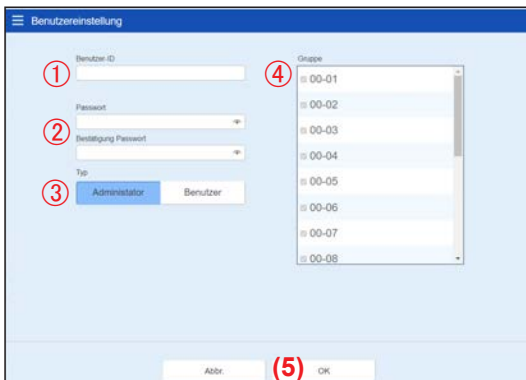 Benutzereinstellung
Benutzer-ID
① 
Passwort
②
Bestätigung Passwort
Typ
③ Administator Benutzer
Gruppe
④ 00-01
00-02
00-03
00-04
00-05
00-06
00-07
00-08
Abbr. (5) OK